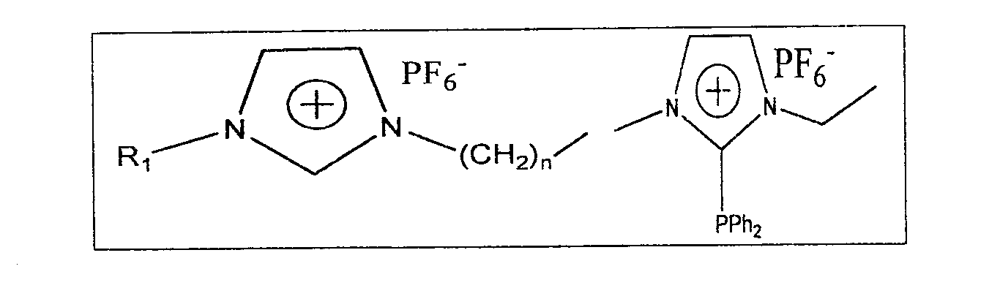 PF6-
PF6-
+
+
N
N
N
N
R1
(CH2)n
PPh2